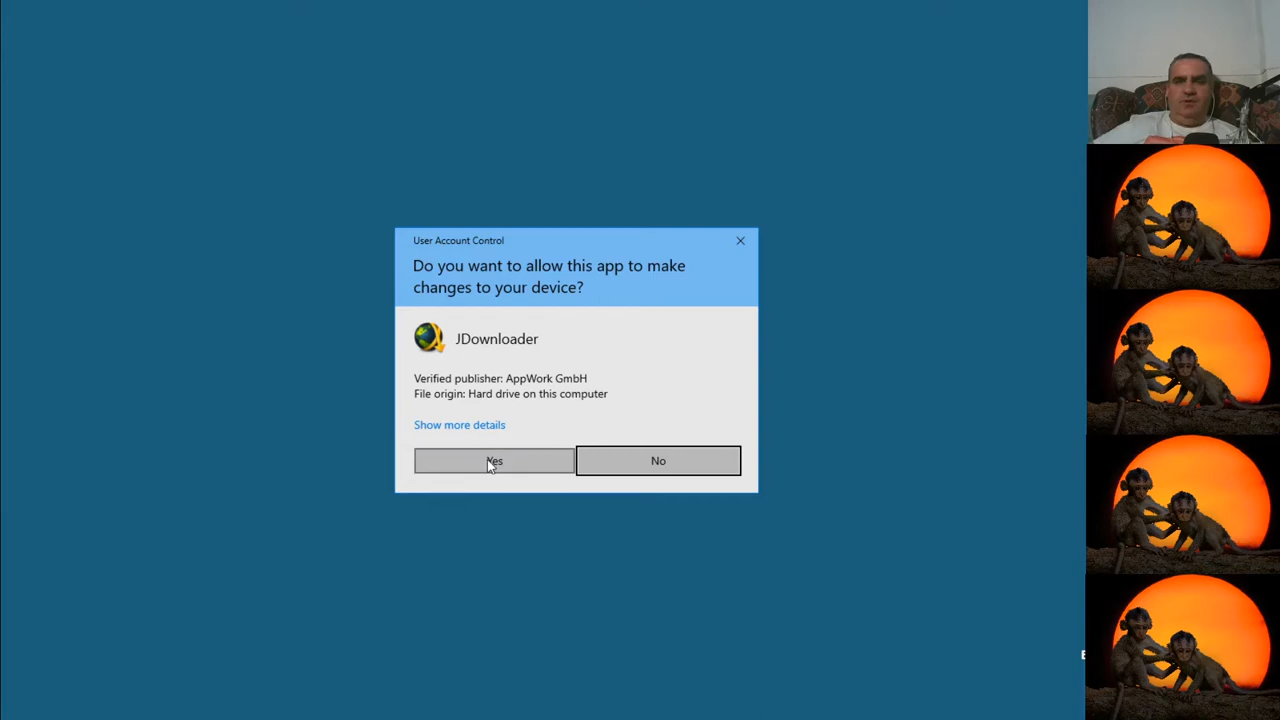 User Account Control
Do you want to allow this app to make
changes to your device?
JDownloader
Verified publisher: AppWork GmbH
File origin: Hard drive on this computer
Show more details
Yes
No